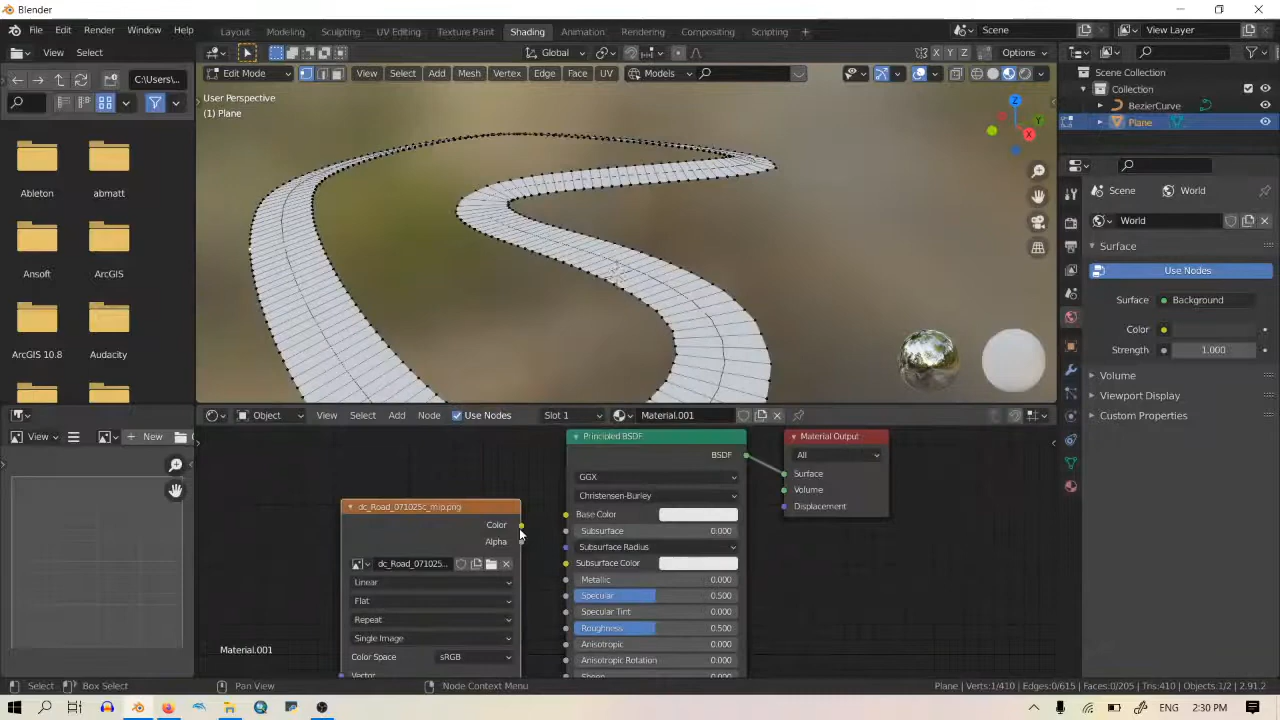 Blender
File Edit Render Window Help
Layout Modeling Sculpting UV Editing Texture Paint Shading Animation Rendering Compositing Scripting +
Scene
View Layer
View Select
Global
X Y Z Options
C:\Users\...
Edit Mode View Select Add Mesh Vertex Edge Face UV Models
Scene Collection
Collection
BezierCurve
Plane
User Perspective
(1) Plane
Z
Y
X
Ableton
abmatt
Ansoft
ArcGIS
ArcGIS 10.8
Audacity
Scene World
World
Surface
Use Nodes
Surface Background
Color
Strength 1.000
Volume
Viewport Display
Custom Properties
Object View Select Add Node Use Nodes Slot 1 Material.001
View + New
Principled BSDF
BSDF
GGX
Christensen-Burley
Base Color
Subsurface 0.000
Subsurface Radius
Subsurface Color
Metallic 0.000
Specular 0.500
Specular Tint 0.000
Roughness 0.500
Anisotropic 0.000
Anisotropic Rotation 0.000
Sheen
Material Output
All
Surface
Volume
Displacement
dc_Road_071025c_mip.png
Color
Alpha
dc_Road_071025...
Linear
Flat
Repeat
Single Image
Color Space sRGB
Vector
Material.001
Select Box Select Pan View Node Context Menu
Plane | Verts:1/410 | Edges:0/615 | Faces:0/205 | Tris:410 | Objects:1/2 | 2.91.2
ENG 2:30 PM